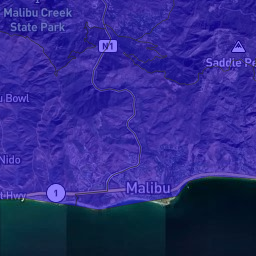 Malibu Creek
State Park
N1
Saddle Pe
u Bowl
Nido
Malibu
1
t Hwy